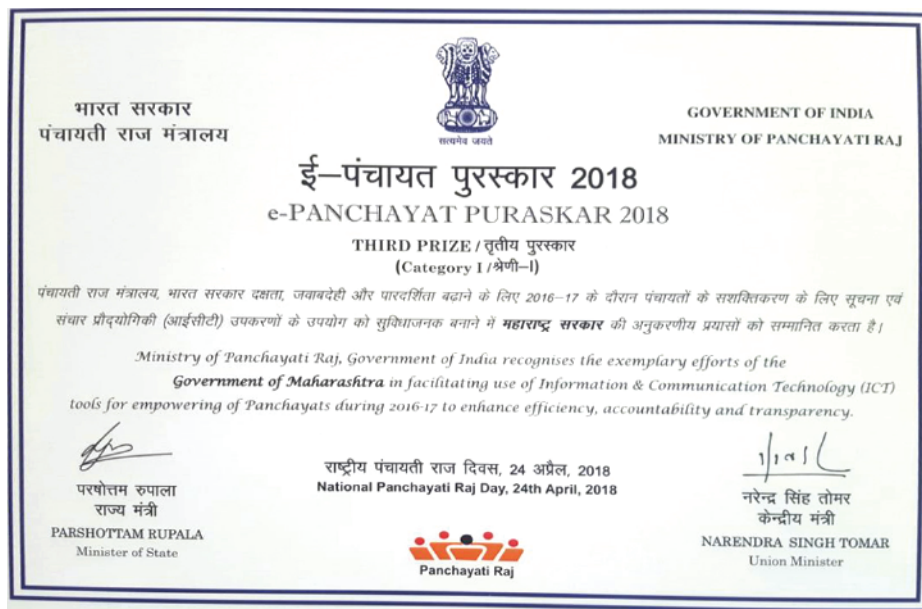 भारत सरकार
पंचायती राज मंत्रालय
सत्यमेव जयते
GOVERNMENT OF INDIA
MINISTRY OF PANCHAYATI RAJ
ई–पंचायत पुरस्कार 2018
e-PANCHAYAT PURASKAR 2018
THIRD PRIZE / तृतीय पुरस्कार
(Category I /श्रेणी–I)
पंचायती राज मंत्रालय, भारत सरकार दक्षता, जवाबदेही और पारदर्शिता बढ़ाने के लिए 2016–17 के दौरान पंचायतों के सशक्तिकरण के लिए सूचना एवं
संचार प्रौद्योगिकी (आईसीटी) उपकरणों के उपयोग को सुविधाजनक बनाने में महाराष्ट्र सरकार की अनुकरणीय प्रयासों को सम्मानित करता है।
Ministry of Panchayati Raj, Government of India recognises the exemplary efforts of the
Government of Maharashtra in facilitating use of Information & Communication Technology (ICT)
tools for empowering of Panchayats during 2016-17 to enhance efficiency, accountability and transparency.
परषोत्तम रुपाला
राज्य मंत्री
PARSHOTTAM RUPALA
Minister of State
राष्ट्रीय पंचायती राज दिवस, 24 अप्रैल, 2018
National Panchayati Raj Day, 24th April, 2018
Panchayati Raj
नरेन्द्र सिंह तोमर
केन्द्रीय मंत्री
NARENDRA SINGH TOMAR
Union Minister